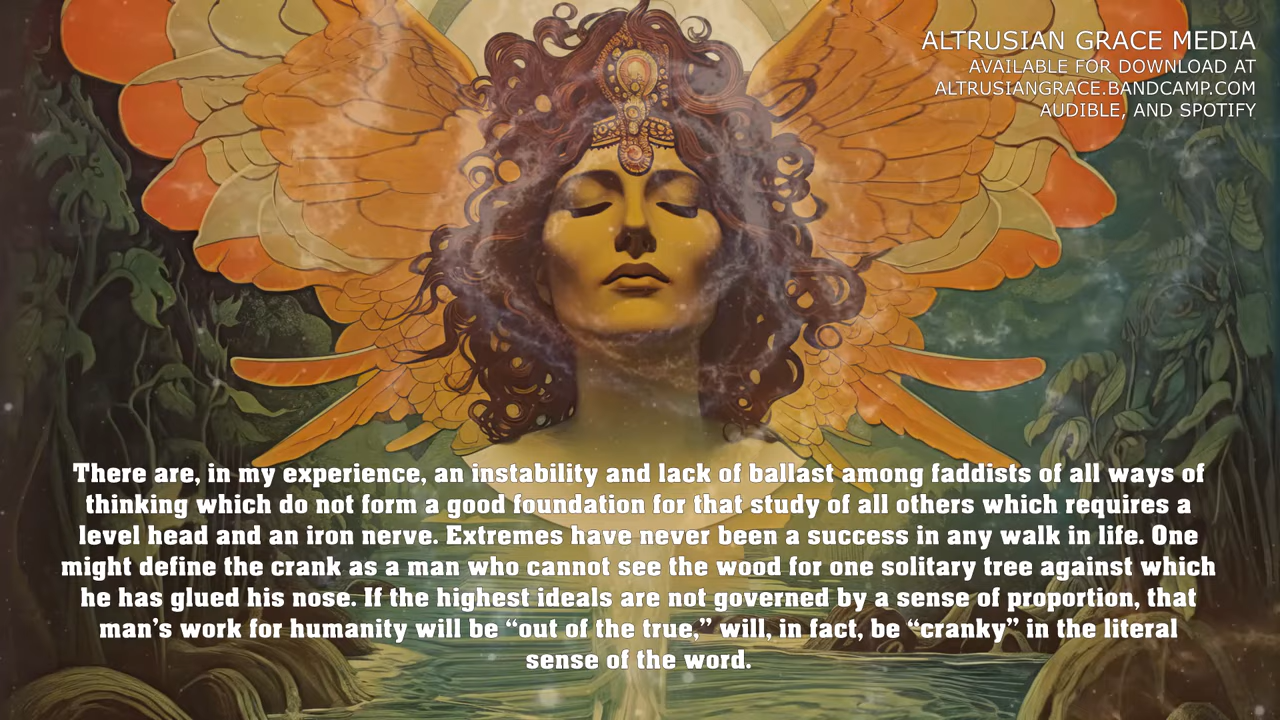 ALTRUSIAN GRACE MEDIA
AVAILABLE FOR DOWNLOAD AT
ALTRUSIANGRACE.BANDCAMP.COM
AUDIBLE, AND SPOTIFY
There are, in my experience, an instability and lack of ballast among faddists of all ways of
thinking which do not form a good foundation for that study of all others which requires a
level head and an iron nerve. Extremes have never been a success in any walk in life. One
might define the crank as a man who cannot see the wood for one solitary tree against which
he has glued his nose. If the highest ideals are not governed by a sense of proportion, that
man’s work for humanity will be “out of the true,” will, in fact, be “cranky” in the literal
sense of the word.